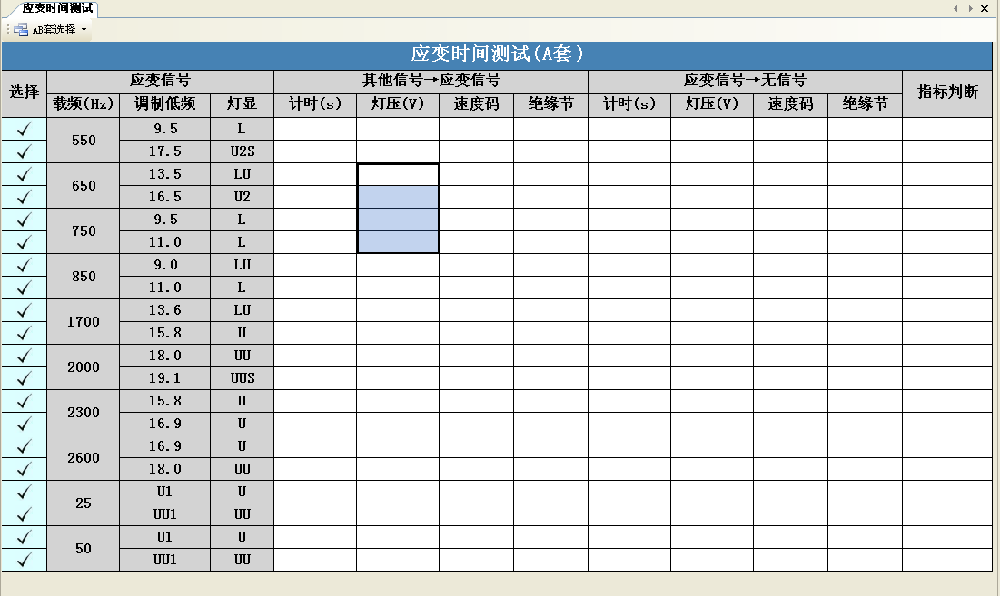 应变时间测试
AB套选择
应变时间测试(A套)
选择 应变信号 其他信号→应变信号 应变信号→无信号 指标判断
载频(Hz) 调制低频 灯显 计时(s) 灯压(V) 速度码 绝缘节 计时(s) 灯压(V) 速度码 绝缘节
550 9.5 L
17.5 U2S
650 13.5 LU
16.5 U2
750 9.5 L
11.0 L
850 9.0 LU
11.0 L
1700 13.6 LU
15.8 U
2000 18.0 UU
19.1 UUS
2300 15.8 U
16.9 U
2600 16.9 U
18.0 UU
25 U1 U
UU1 UU
50 U1 U
UU1 UU